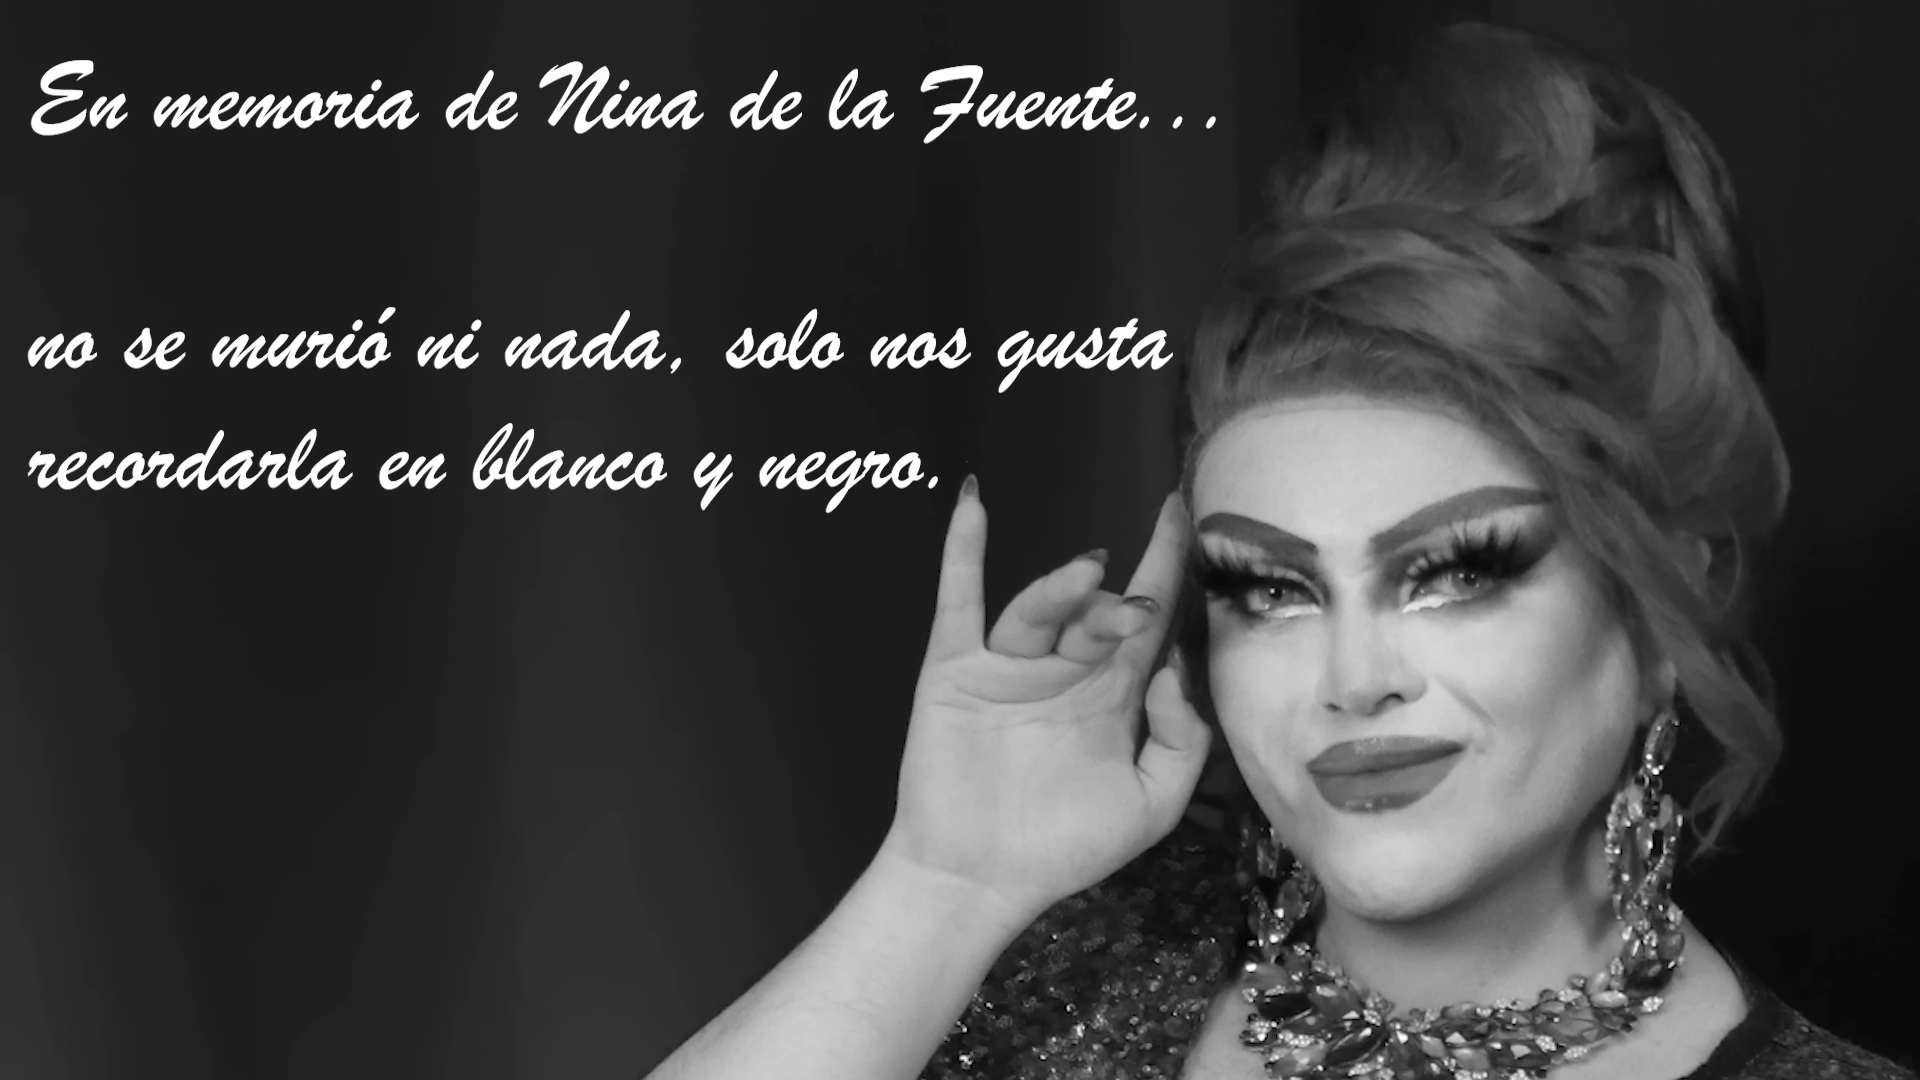 En memoria de Nina de la Fuente...
no se murió ni nada, solo nos gusta
recordarla en blanco y negro.